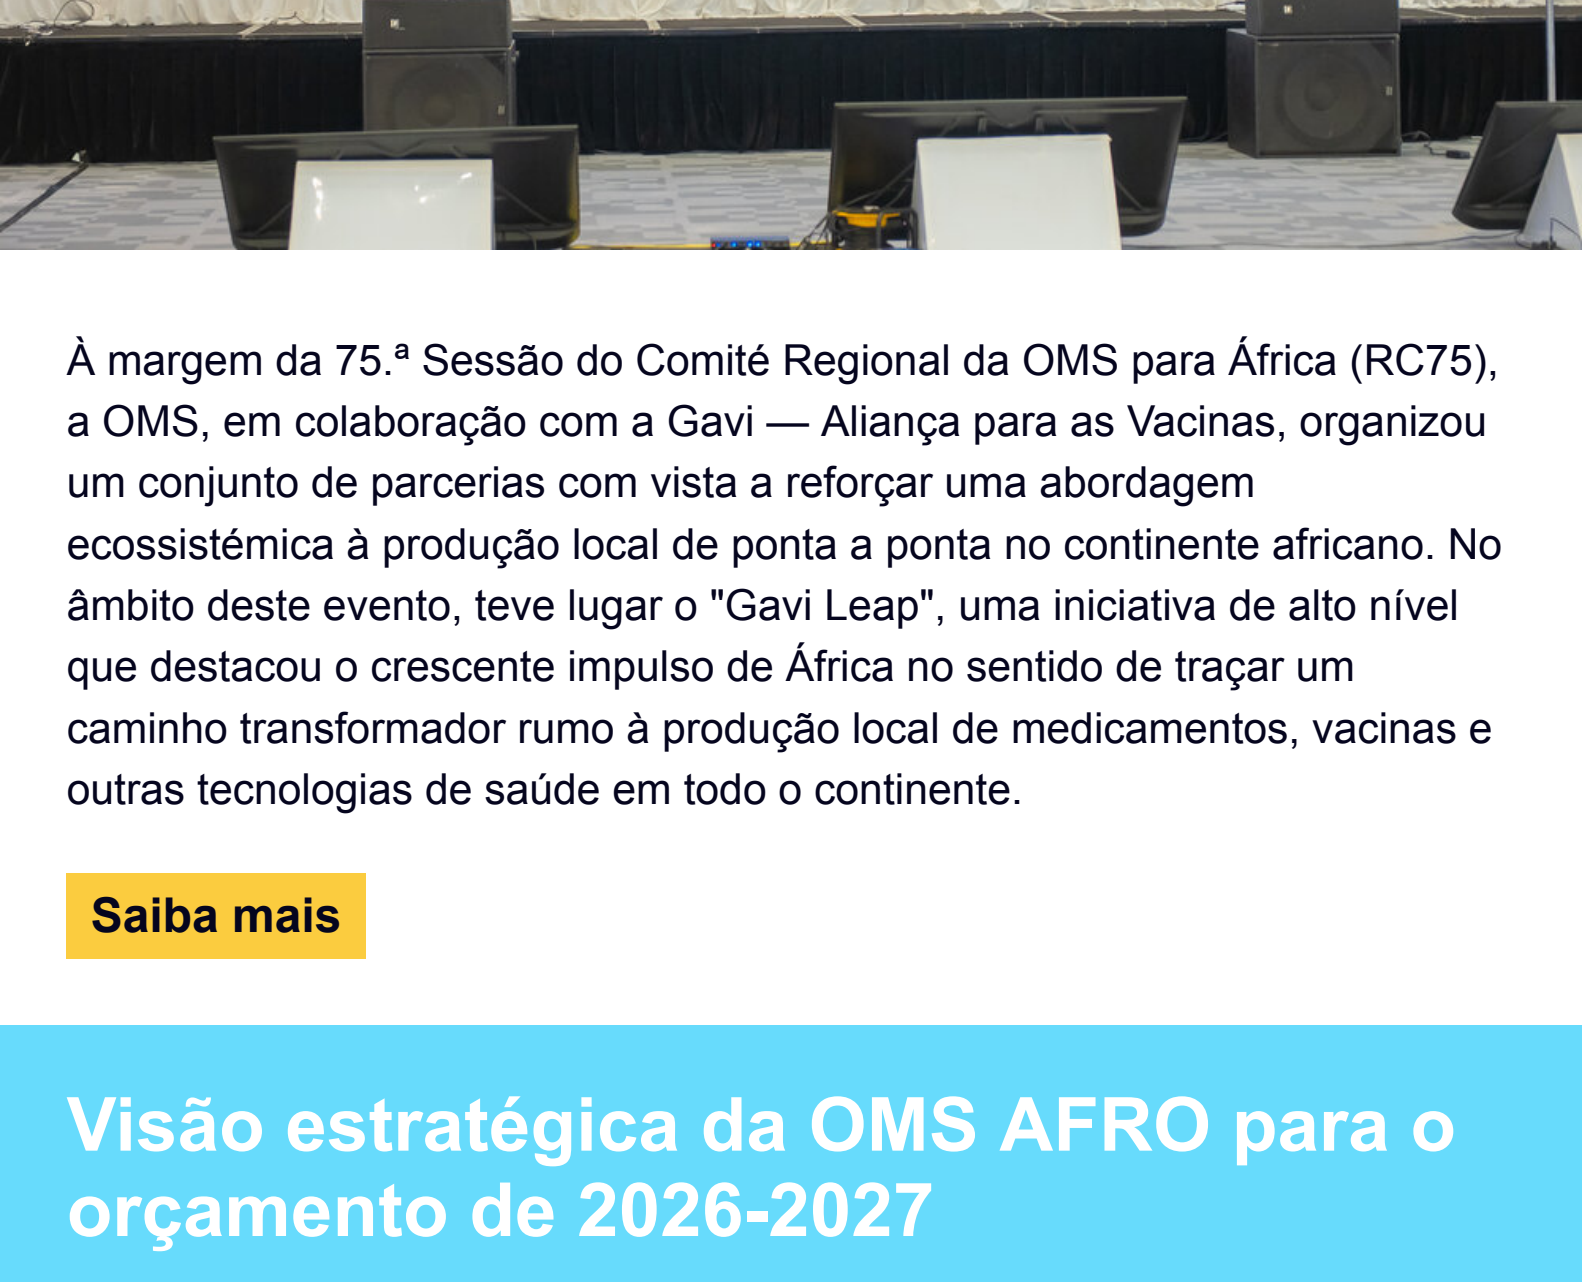 À margem da 75.ª Sessão do Comité Regional da OMS para África (RC75),
a OMS, em colaboração com a Gavi — Aliança para as Vacinas, organizou
um conjunto de parcerias com vista a reforçar uma abordagem
ecossistémica à produção local de ponta a ponta no continente africano. No
âmbito deste evento, teve lugar o "Gavi Leap", uma iniciativa de alto nível
que destacou o crescente impulso de África no sentido de traçar um
caminho transformador rumo à produção local de medicamentos, vacinas e
outras tecnologias de saúde em todo o continente.
Saiba mais
Visão estratégica da OMS AFRO para o
orçamento de 2026-2027